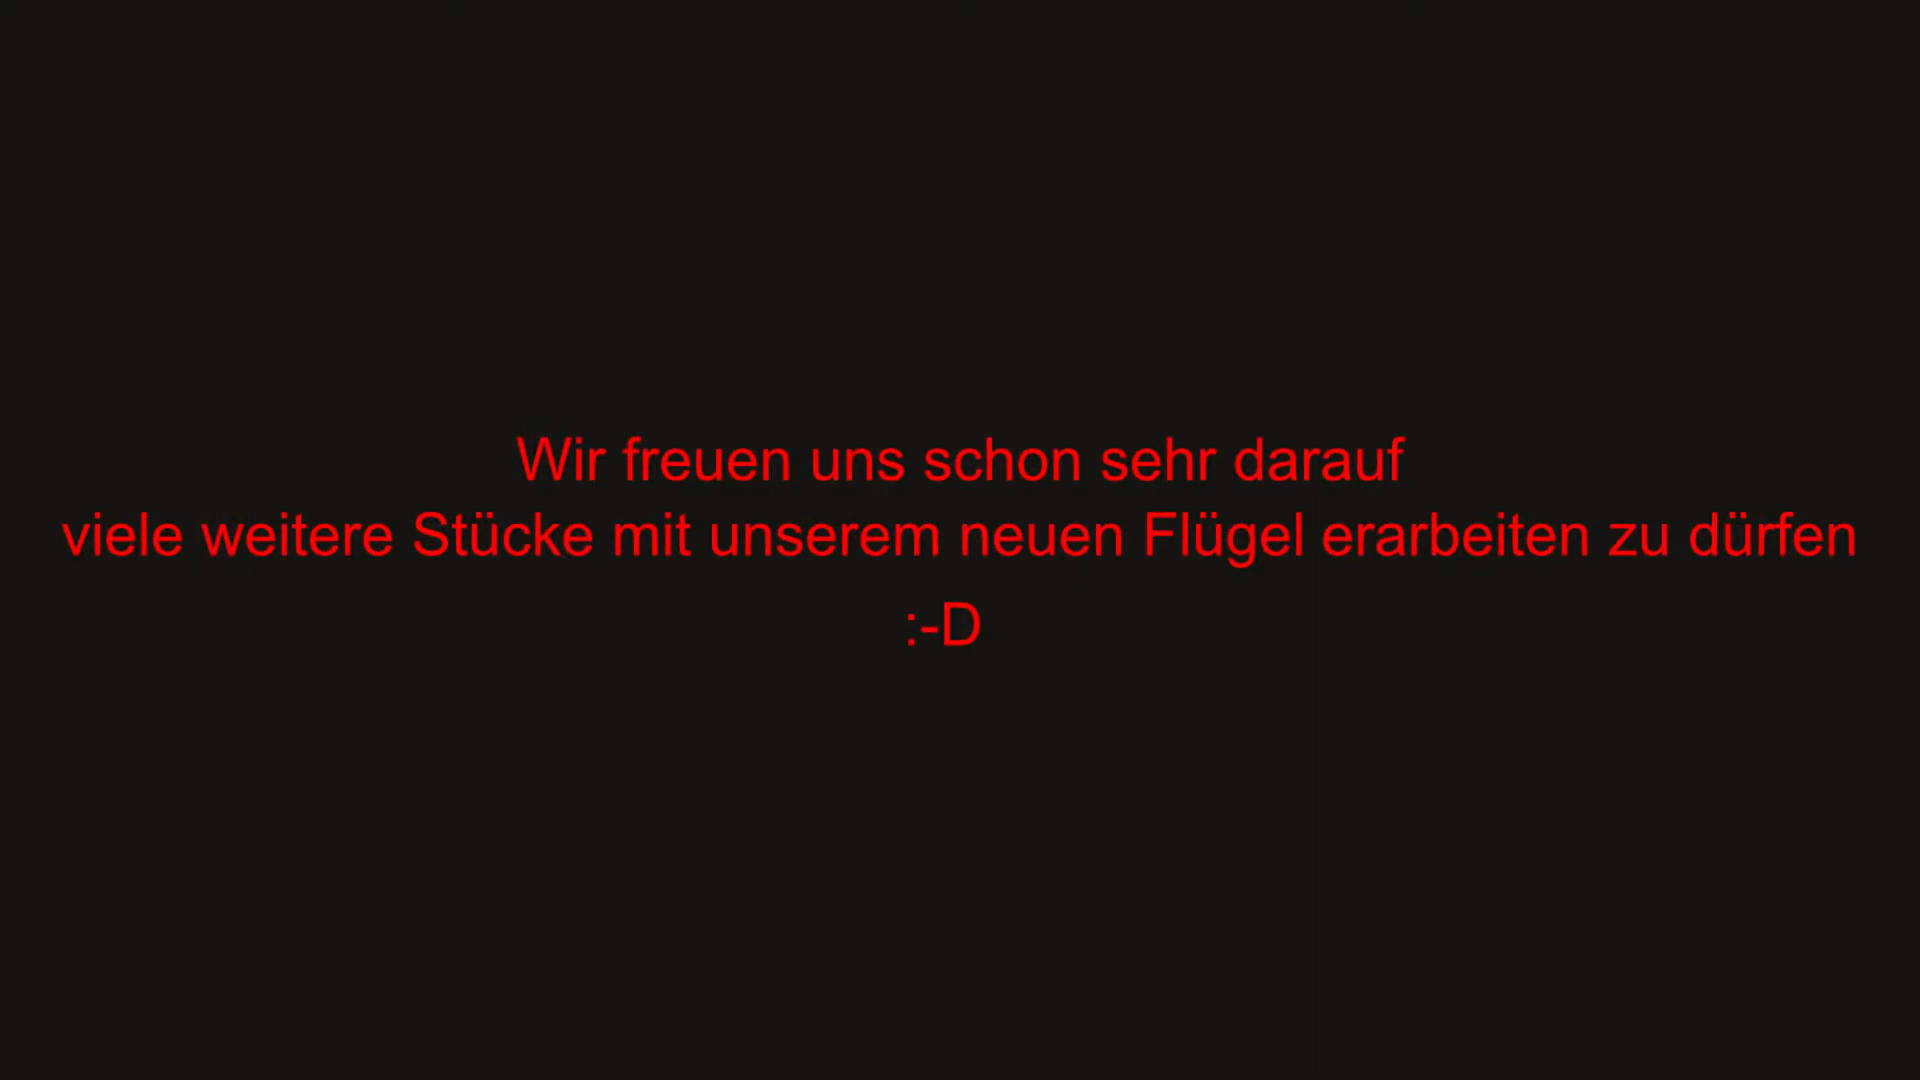 Wir freuen uns schon sehr darauf
viele weitere Stücke mit unserem neuen Flügel erarbeiten zu dürfen
:-D